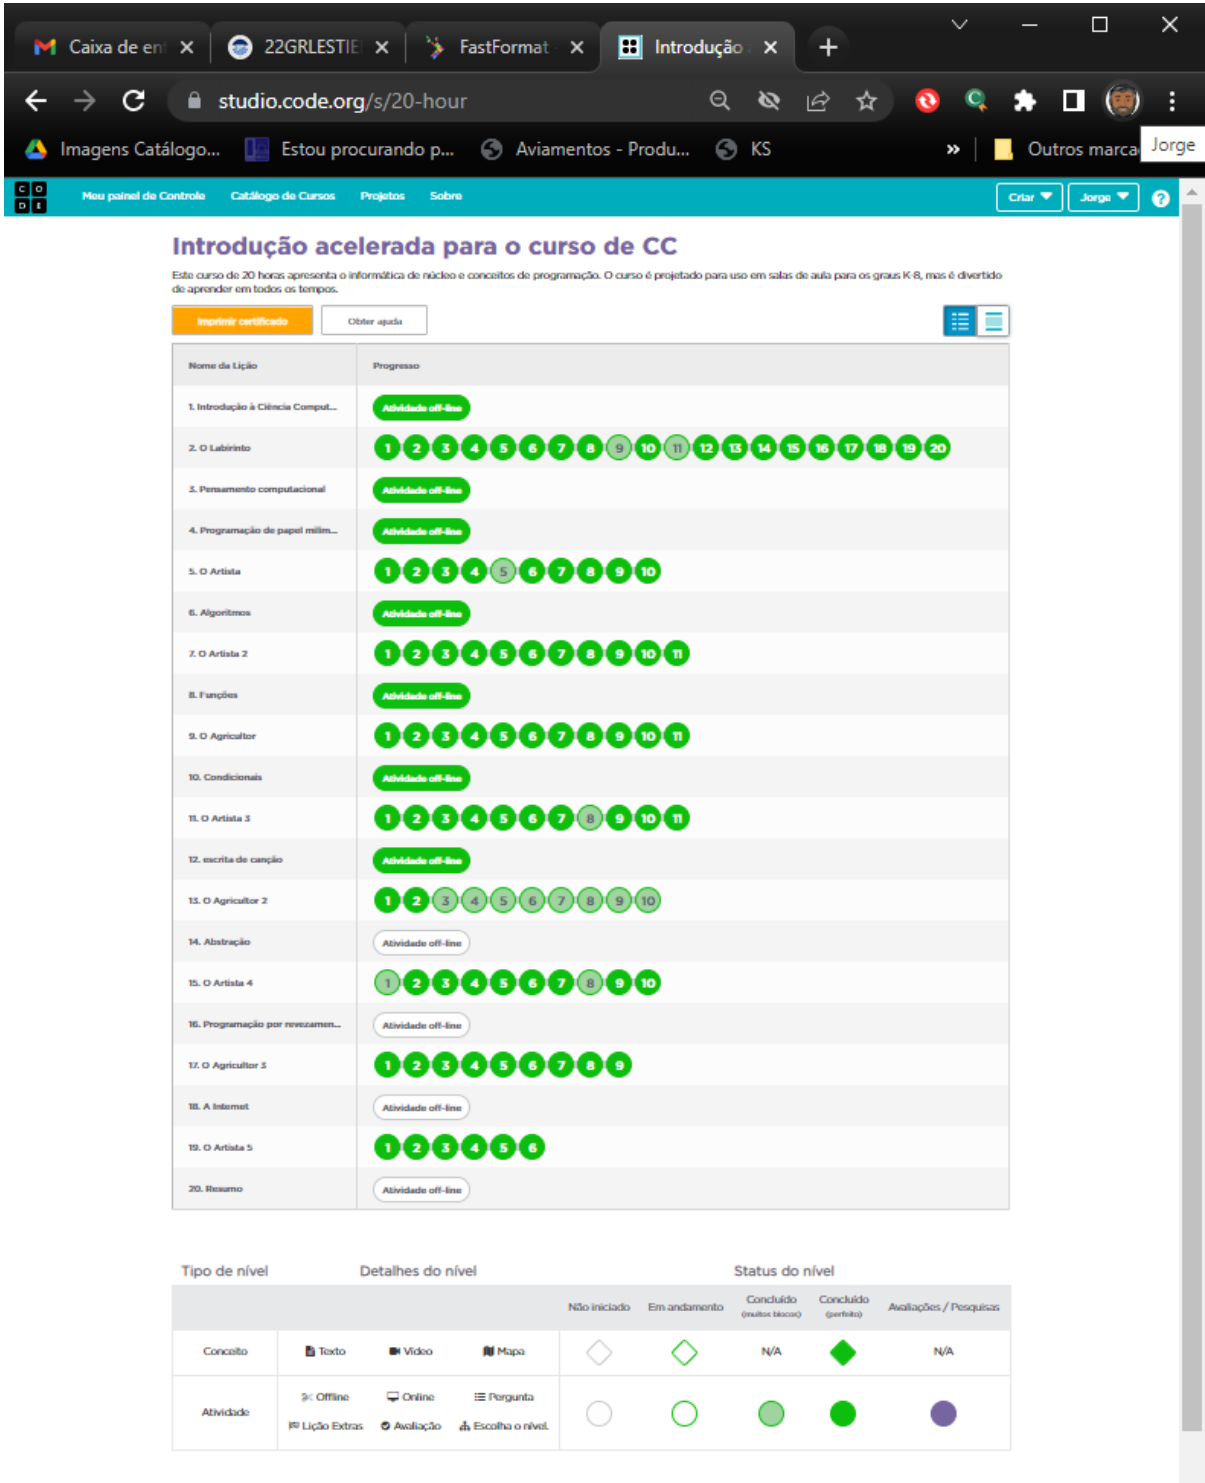 Caixa de en
22GRLESTIE
FastFormat
Introdução
studio.code.org/s/20-hour
Imagens Catálogo... Estou procurando p... Aviamentos - Produ... KS » Outros marca Jorge
CODE Meu painel de Controle Catálogo de Cursos Projetos Sobre Criar Jorge ?
Introdução acelerada para o curso de CC
Este curso de 20 horas apresenta o informática de núcleo e conceitos de programação. O curso é projetado para uso em salas de aula para os graus K-8, mas é divertido
de aprender em todos os tempos.
Imprimir certificado Obter ajuda
Nome da Lição Progresso
1. Introdução à Ciência Comput... Atividade off-line
2. O Labirinto 1 2 3 4 5 6 7 8 9 10 11 12 13 14 15 16 17 18 19 20
3. Pensamento computacional Atividade off-line
4. Programação de papel milim... Atividade off-line
5. O Artista 1 2 3 4 5 6 7 8 9 10
6. Algoritmos Atividade off-line
7. O Artista 2 1 2 3 4 5 6 7 8 9 10 11
8. Funções Atividade off-line
9. O Agricultor 1 2 3 4 5 6 7 8 9 10 11
10. Condicionais Atividade off-line
11. O Artista 3 1 2 3 4 5 6 7 8 9 10 11
12. escrita de canção Atividade off-line
13. O Agricultor 2 1 2 3 4 5 6 7 8 9 10
14. Abstração Atividade off-line
15. O Artista 4 1 2 3 4 5 6 7 8 9 10
16. Programação por revezamen... Atividade off-line
17. O Agricultor 3 1 2 3 4 5 6 7 8 9
18. A Internet Atividade off-line
19. O Artista 5 1 2 3 4 5 6
20. Resumo Atividade off-line
Tipo de nível Detalhes do nível Status do nível
Não iniciado Em andamento Concluído (muitos blocos) Concluído (perfeito) Avaliações / Pesquisas
Conceito Texto Vídeo Mapa N/A N/A
Atividade Offline Online Pergunta
Lição Extras Avaliação Escolha o nível.